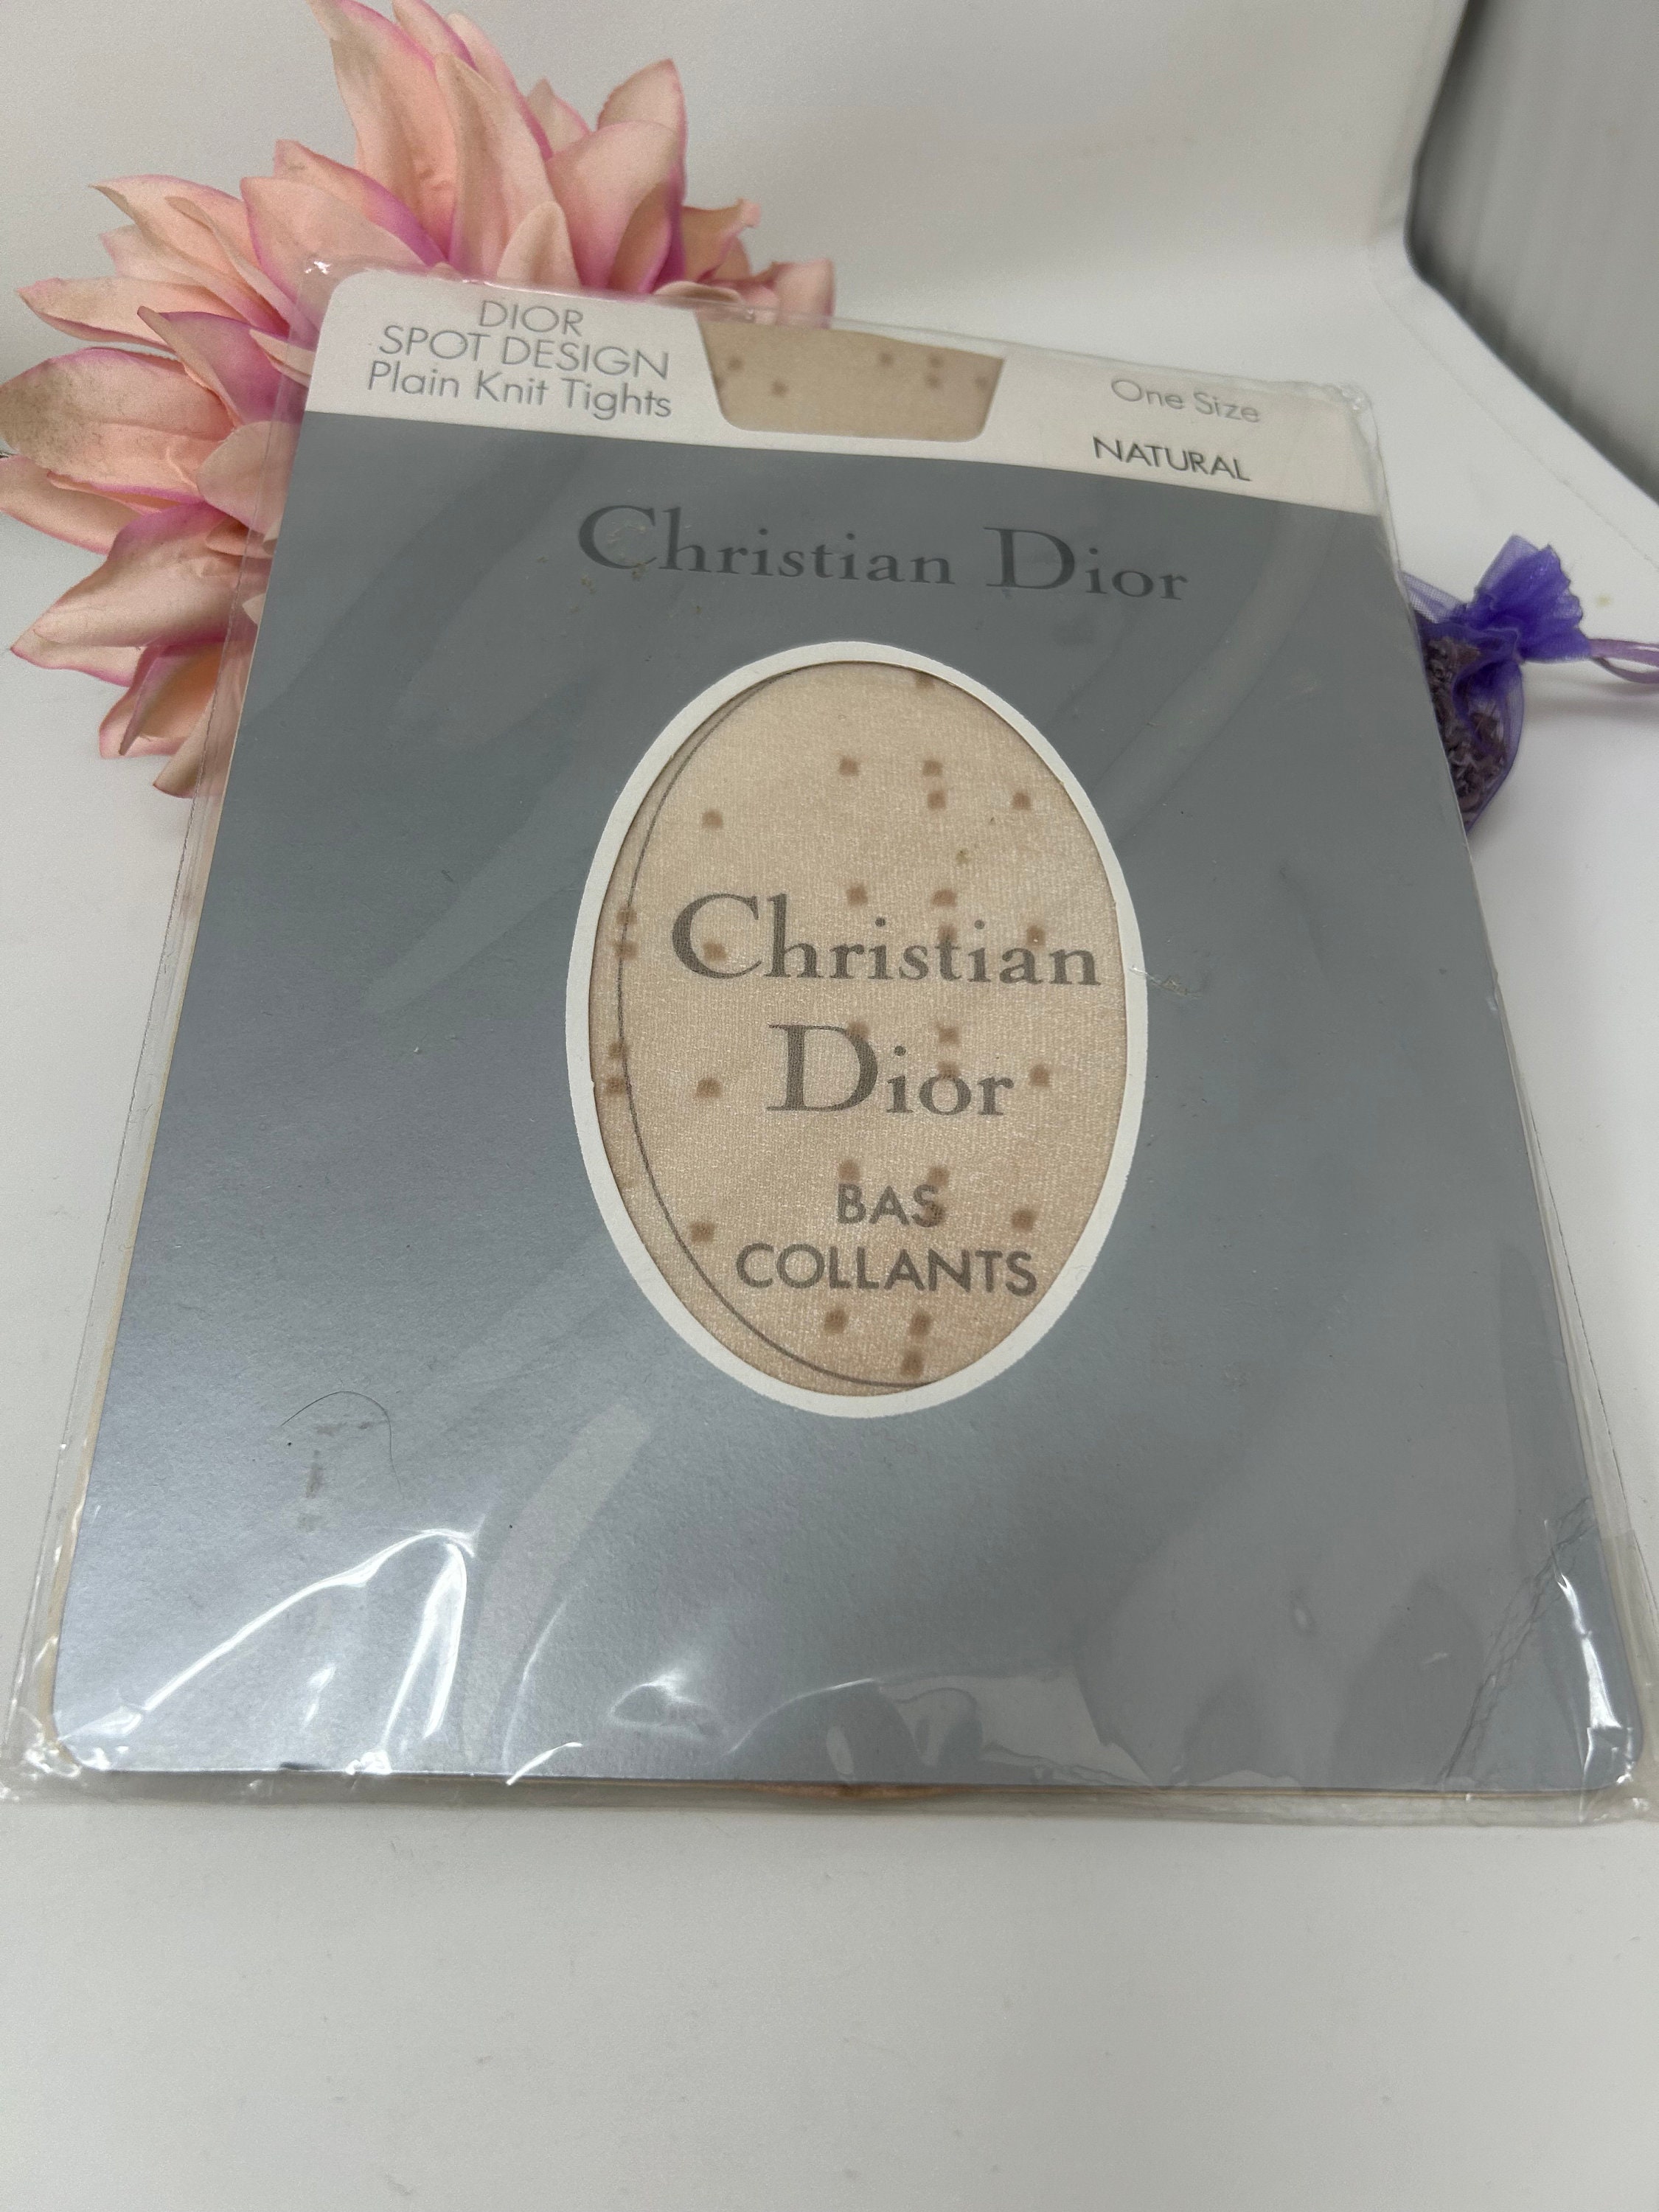 DIOR
SPOT DESIGN
Plain Knit Tights
One Size
NATURAL
Christian Dior
Christian
Dior
BAS
COLLANTS